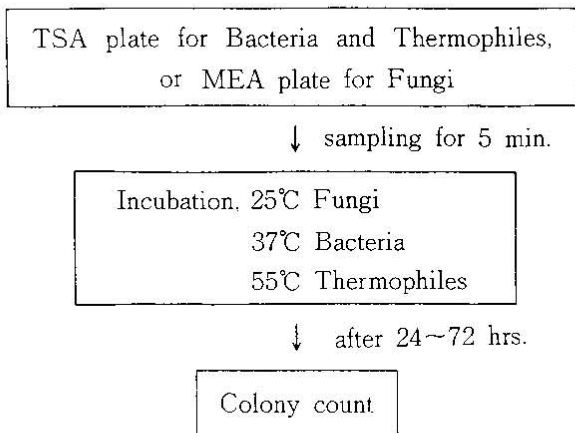 TSA plate for Bacteria and Thermophiles,
or MEA plate for Fungi
↓ sampling for 5 min.
Incubation, 25℃ Fungi
37℃ Bacteria
55℃ Thermophiles
↓ after 24~72 hrs.
Colony count